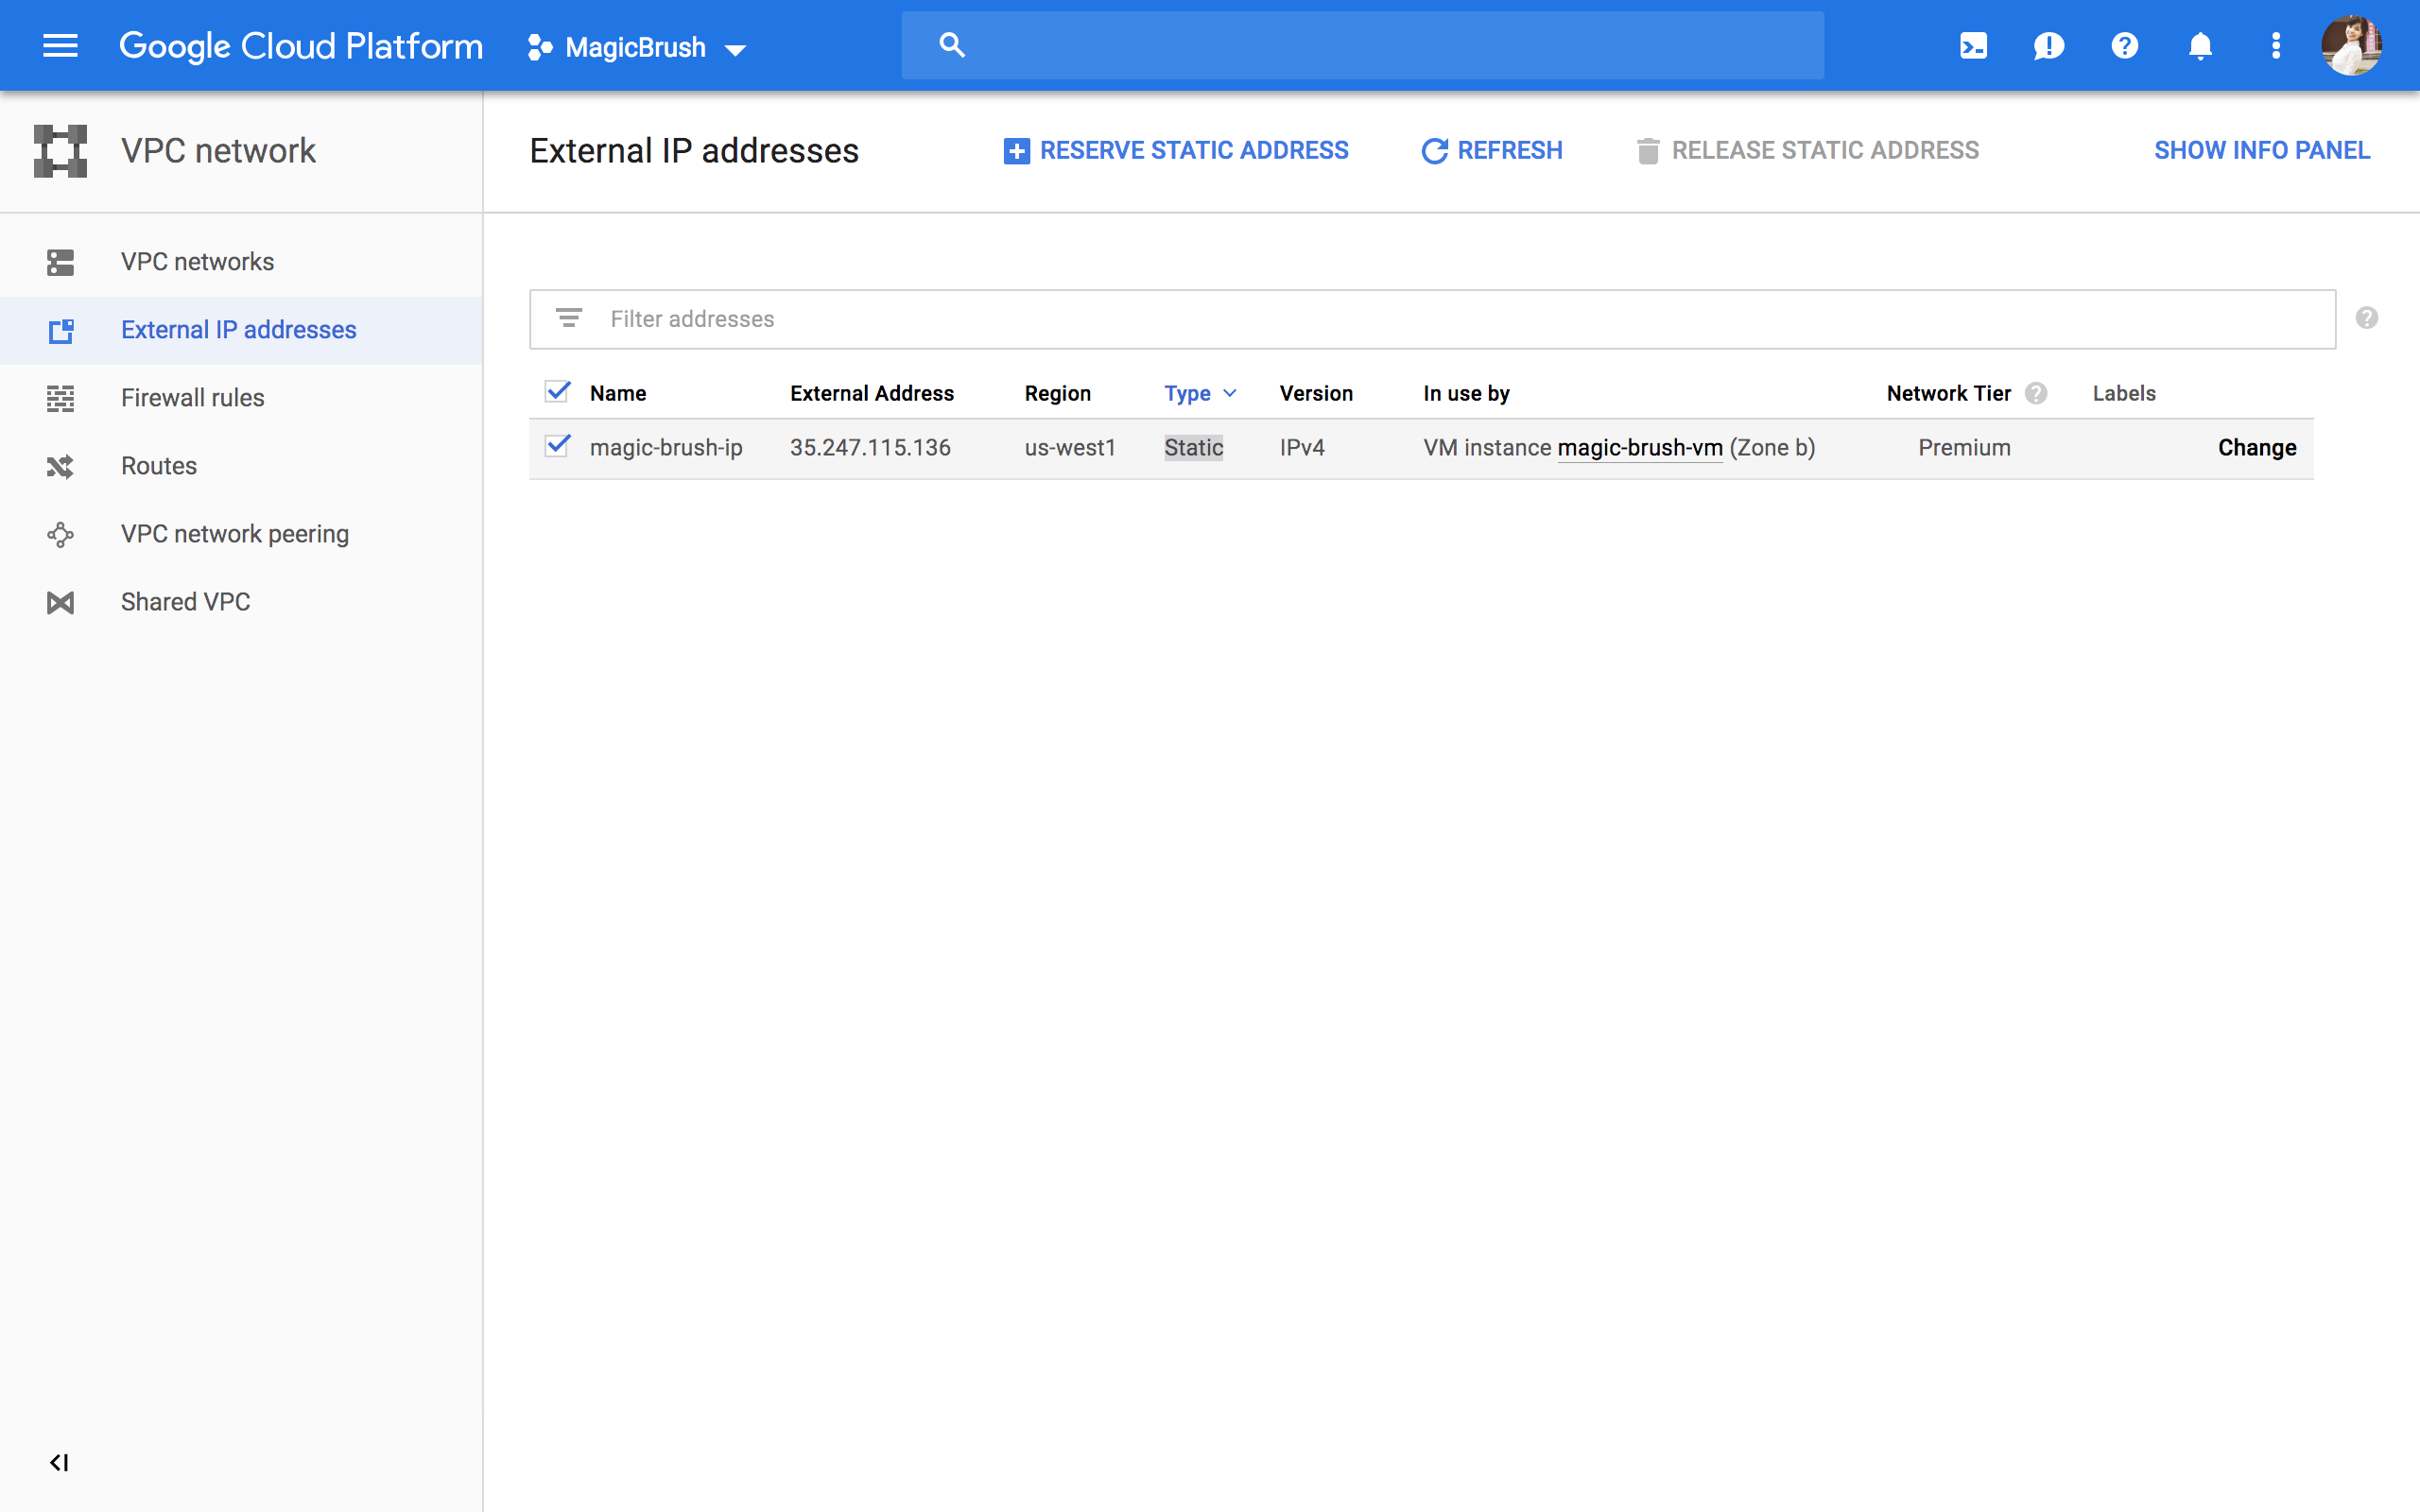 Google Cloud Platform MagicBrush
VPC network
External IP addresses RESERVE STATIC ADDRESS REFRESH RELEASE STATIC ADDRESS SHOW INFO PANEL
VPC networks
External IP addresses
Firewall rules
Routes
VPC network peering
Shared VPC
Filter addresses
Name External Address Region Type Version In use by Network Tier Labels
magic-brush-ip 35.247.115.136 us-west1 Static IPv4 VM instance magic-brush-vm (Zone b) Premium Change